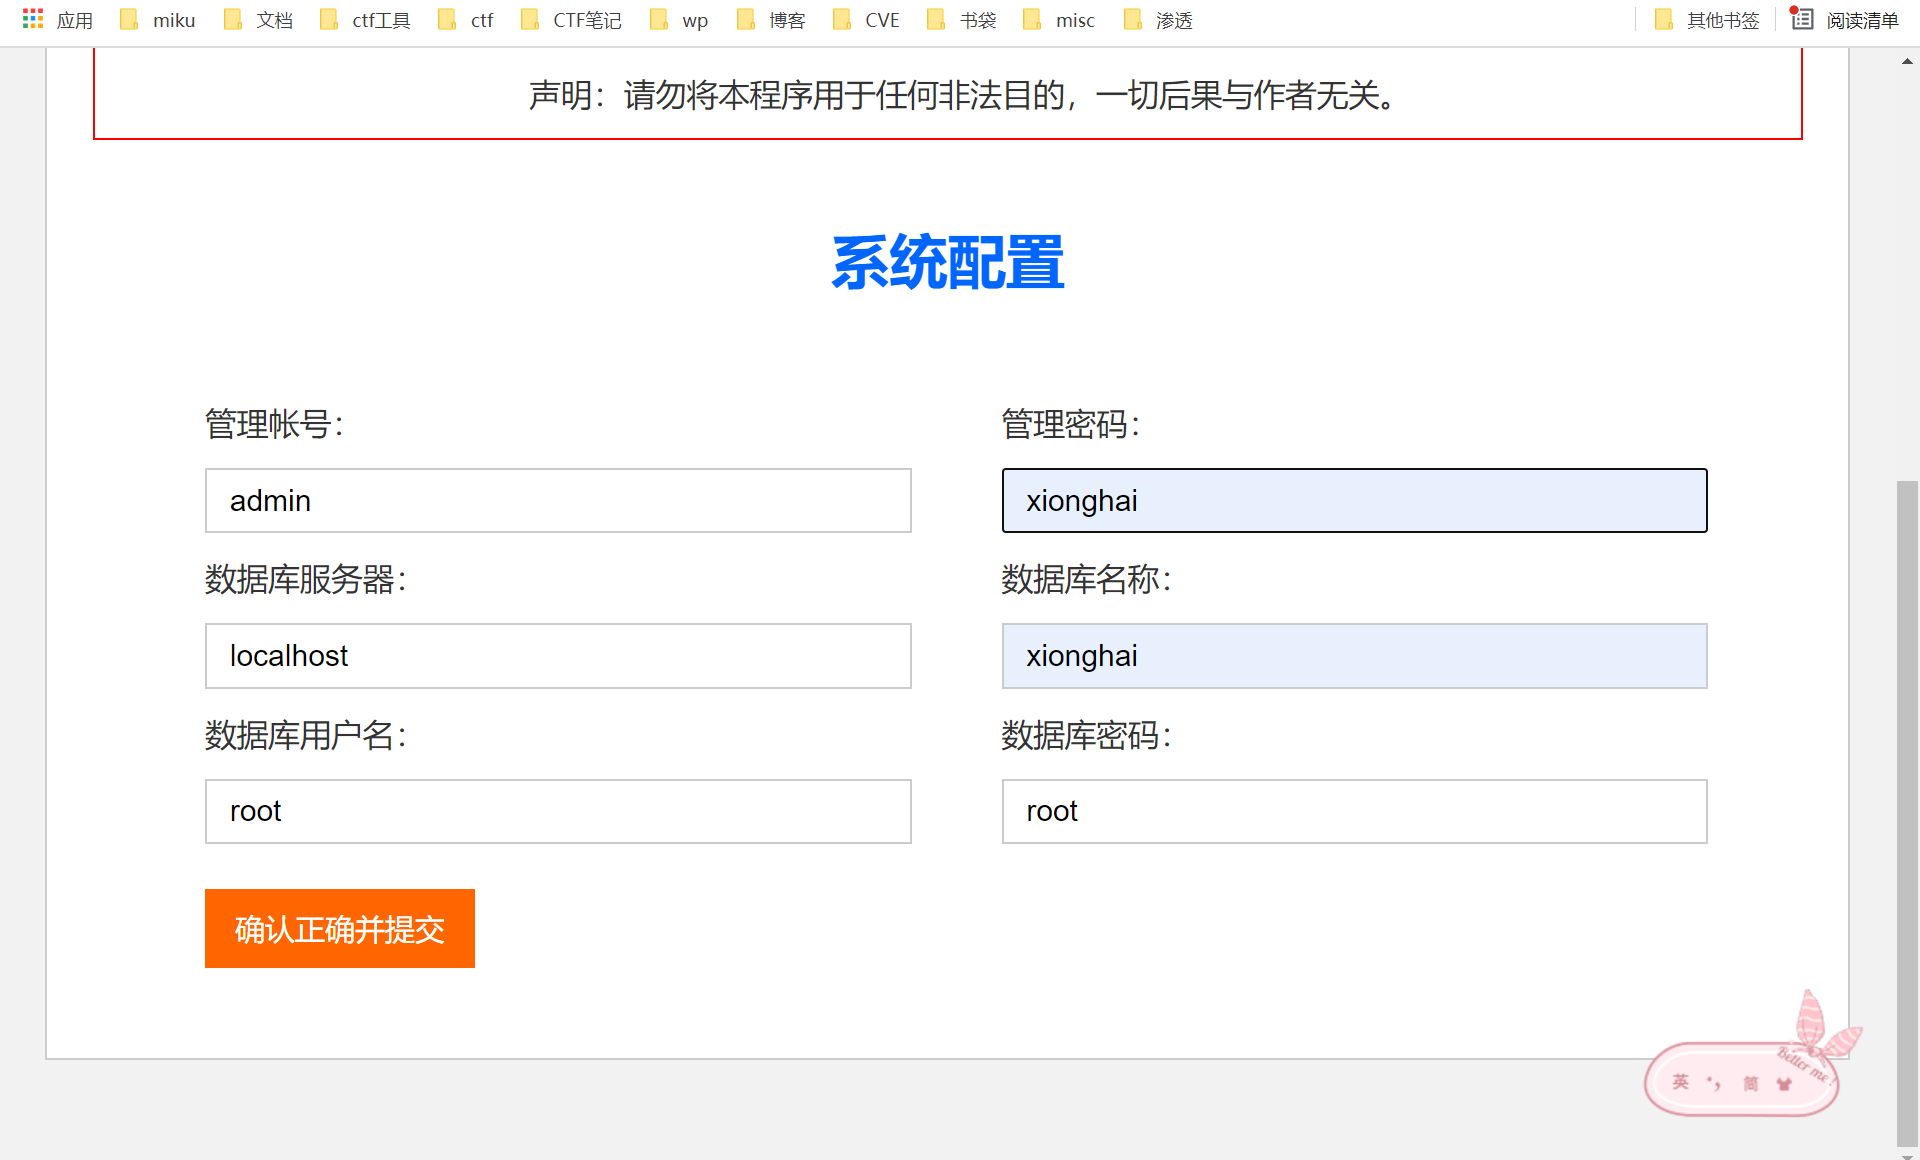 应用 miku 文档 ctf工具 ctf CTF笔记 wp 博客 CVE 书袋 misc 渗透 其他书签 阅读清单
声明：请勿将本程序用于任何非法目的，一切后果与作者无关。
系统配置
管理帐号： 管理密码：
admin xionghai
数据库服务器： 数据库名称：
localhost xionghai
数据库用户名： 数据库密码：
root root
确认正确并提交
Better me !
英 •, 简